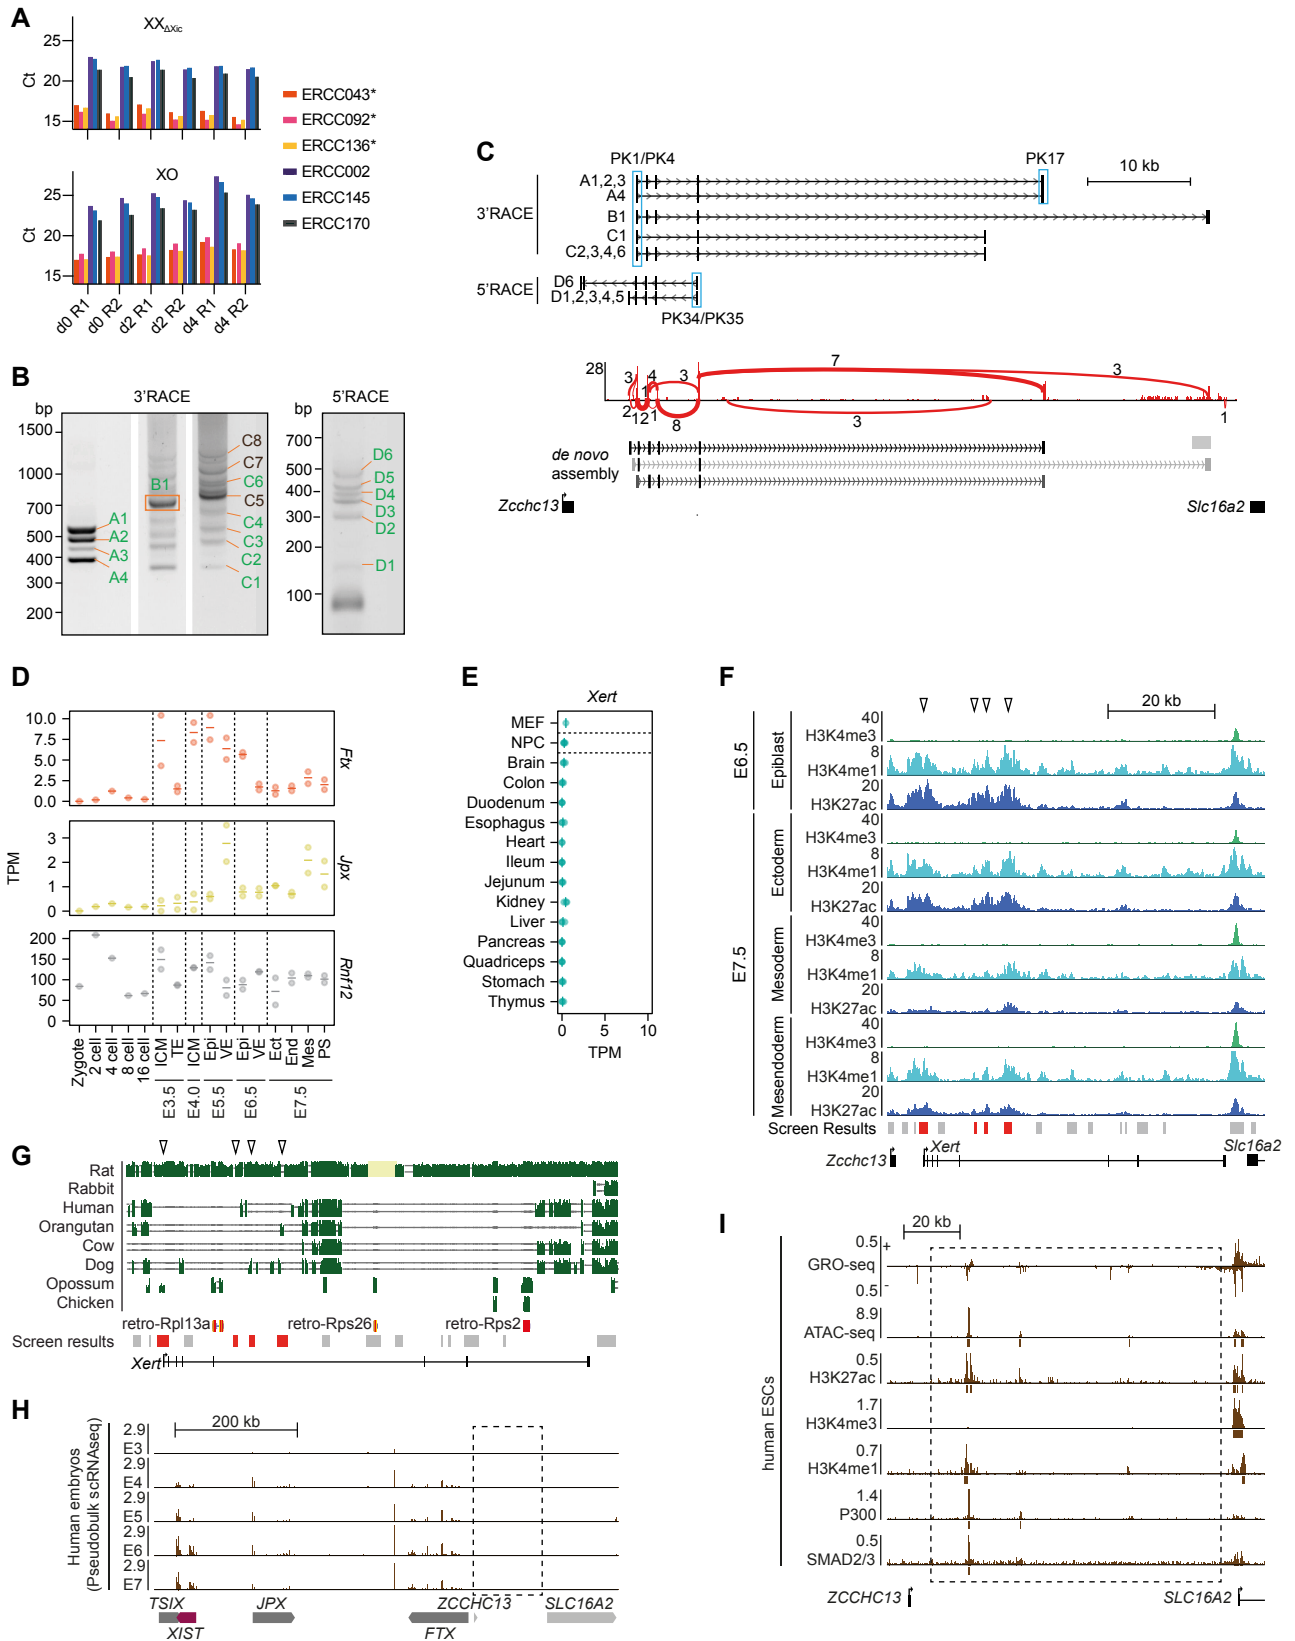 A
XXΔXic
Ct
25
20
15
XO
Ct
25
20
15
d0 R1
d0 R2
d2 R1
d2 R2
d4 R1
d4 R2
ERCC043*
ERCC092*
ERCC136*
ERCC002
ERCC145
ERCC170
B
3'RACE
bp
1500
1000
700
500
400
300
200
A1
A2
A3
A4
B1
C8
C7
C6
C5
C4
C3
C2
C1
5'RACE
bp
700
500
400
300
200
100
D6
D5
D4
D3
D2
D1
C
PK1/PK4
PK17
10 kb
3'RACE
A1,2,3
A4
B1
C1
C2,3,4,6
5'RACE
D6
D1,2,3,4,5
PK34/PK35
28
3
1
4
3
7
3
2
12
1
8
3
1
de novo
assembly
Zcchc13
Slc16a2
D
TPM
10.0
7.5
5.0
2.5
0.0
Ftx
3
2
1
0
Jpx
200
150
100
50
0
Rnf12
Zygote
2 cell
4 cell
8 cell
16 cell
ICM
TE
ICM
Epi
VE
Epi
VE
Ect
End
Mes
PS
E3.5
E4.0
E5.5
E6.5
E7.5
E
Xert
MEF
NPC
Brain
Colon
Duodenum
Esophagus
Heart
Ileum
Jejunum
Kidney
Liver
Pancreas
Quadriceps
Stomach
Thymus
0
5
10
TPM
F
20 kb
E6.5
Epiblast
40
H3K4me3
8
H3K4me1
20
H3K27ac
E7.5
Ectoderm
40
H3K4me3
8
H3K4me1
20
H3K27ac
Mesoderm
40
H3K4me3
8
H3K4me1
20
H3K27ac
Mesendoderm
40
H3K4me3
8
H3K4me1
20
H3K27ac
Screen Results
Zcchc13
Xert
Slc16a2
G
Rat
Rabbit
Human
Orangutan
Cow
Dog
Opossum
Chicken
retro-Rpl13a
retro-Rps26
retro-Rps2
Screen results
Xert
H
200 kb
Human embryos
(Pseudobulk scRNAseq)
2.9
E3
2.9
E4
2.9
E5
2.9
E6
2.9
E7
TSIX
XIST
JPX
FTX
ZCCHC13
SLC16A2
I
20 kb
human ESCs
0.5
+
GRO-seq
-
0.5
8.9
ATAC-seq
0.5
H3K27ac
1.7
H3K4me3
0.7
H3K4me1
1.4
P300
0.5
SMAD2/3
ZCCHC13
SLC16A2